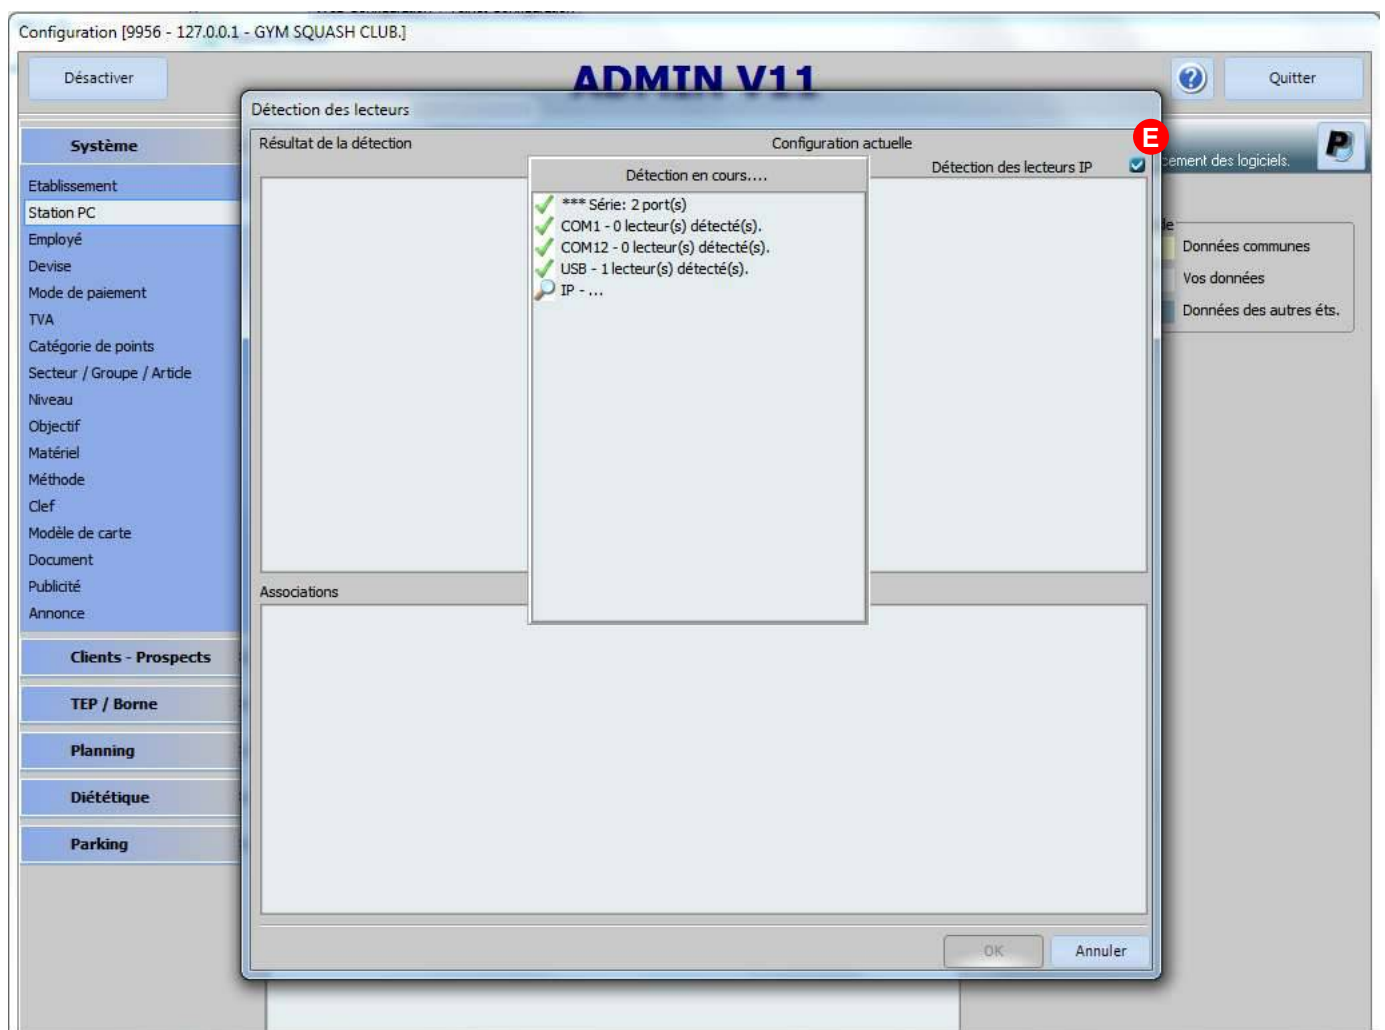 Configuration [9956 - 127.0.0.1 - GYM SQUASH CLUB.]
Désactiver
ADMIN V11
Quitter
Détection des lecteurs
Résultat de la détection
Configuration actuelle
E
Détection des lecteurs IP
des logiciels.
Système
Etablissement
Station PC
Employé
Devise
Mode de paiement
TVA
Catégorie de points
Secteur / Groupe / Article
Niveau
Objectif
Matériel
Méthode
Clef
Modèle de carte
Document
Publicité
Annonce
Clients - Prospects
TEP / Borne
Planning
Diététique
Parking
Détection en cours....
*** Série: 2 port(s)
COM1 - 0 lecteur(s) détecté(s).
COM12 - 0 lecteur(s) détecté(s).
USB - 1 lecteur(s) détecté(s).
IP - ...
Données communes
Vos données
Données des autres éts.
Associations
OK
Annuler